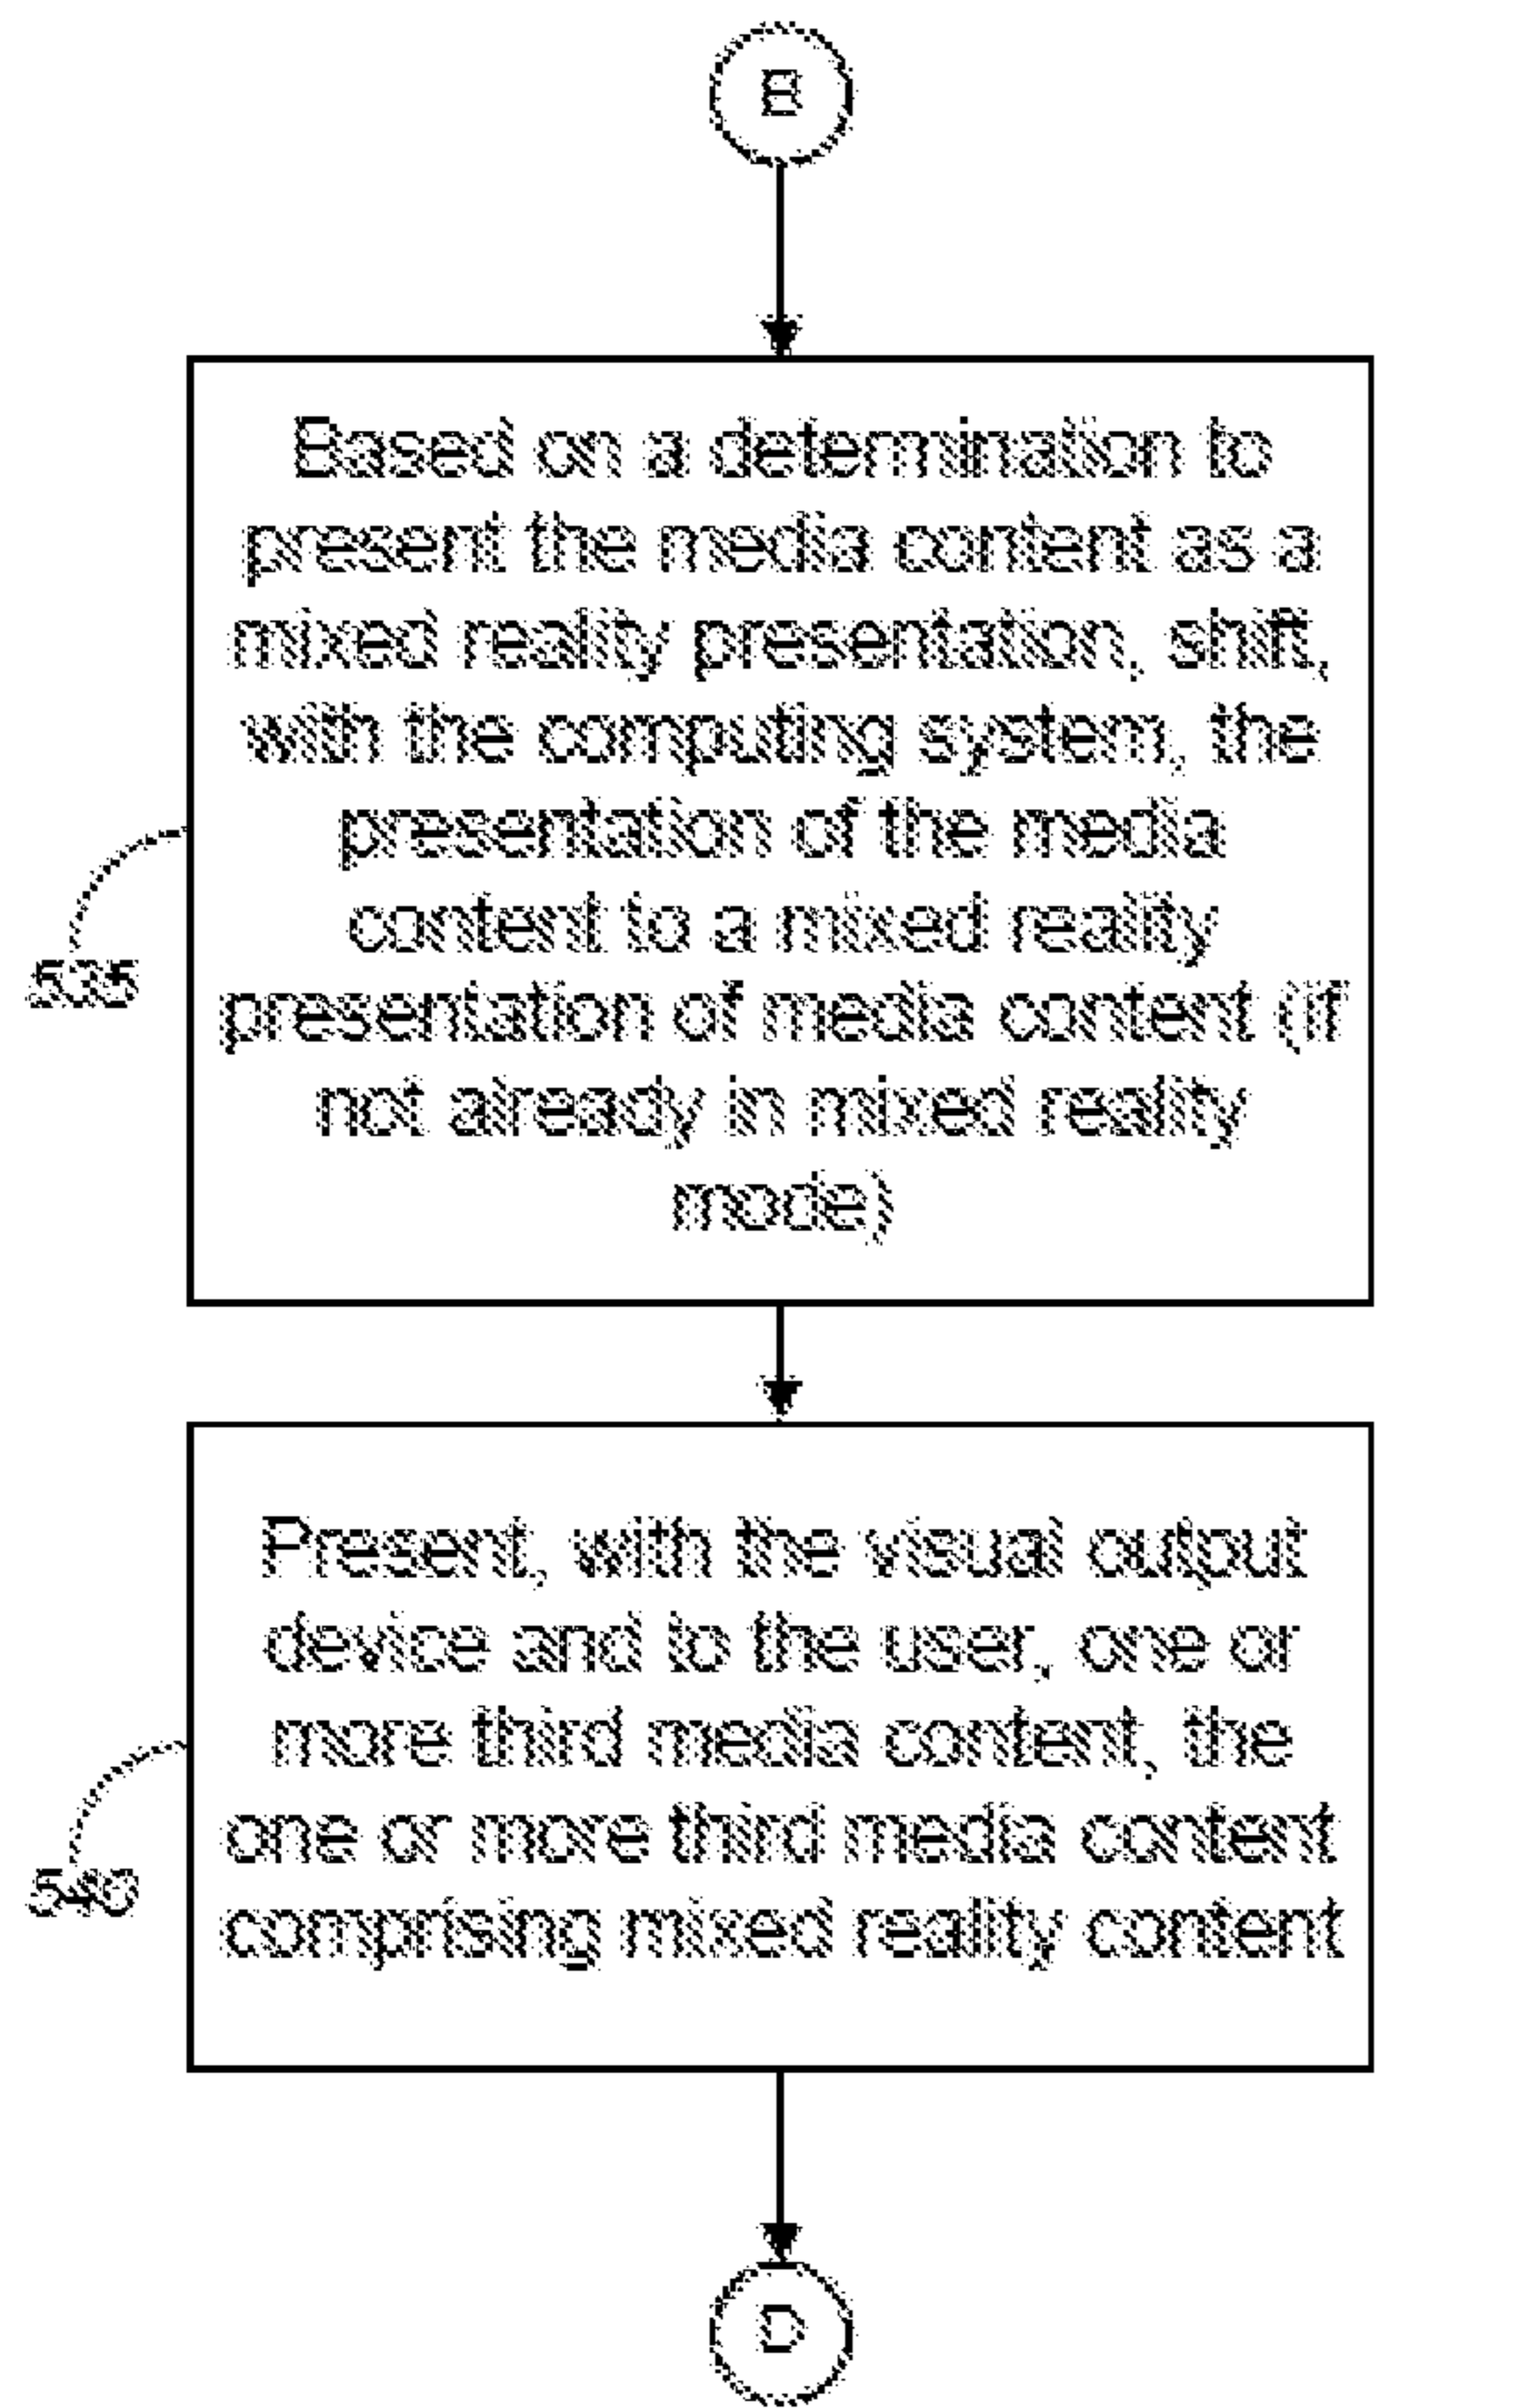 E
Based on a determination to
present the media content as a
mixed reality presentation, shift,
with the computing system, the
presentation of the media
content to a mixed reality
presentation of media content (if
not already in mixed reality
mode)
535
Present, with the visual output
device and to the user, one or
more third media content, the
one or more third media content
comprising mixed reality content
540
D